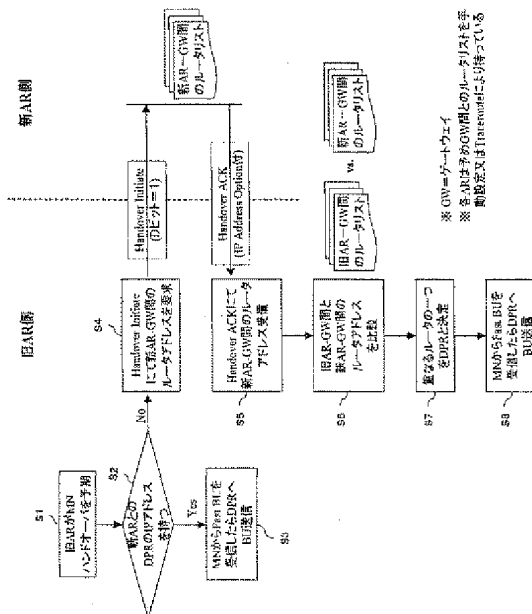 旧AR側
新AR側
S1
旧ARがMN
ハンドオーバを予期
S2
新ARとの
DPRのIPアドレス
を持つ
Yes
No
MNからFast BUを
受信したらDPRへ
BU送信
S3
S4
Handover Initiate
にて新AR-GW間の
ルータアドレスを要求
Handover Initiate
(Dビット=1)
新AR-GW間
のルータリスト
Handover ACK
(IP Address Option付)
Handover ACKにて
新AR-GW間のルータ
アドレス受信
S5
旧AR-GW間と
新AR-GW間の
ルータアドレス
を比較
S6
旧AR-GW間
のルータリスト
vs.
新AR-GW間
のルータリスト
重なるルータの一つ
をDPRと決定
S7
MNからFast BUを
受信したらDPRへ
BU送信
S8
※ GW=ゲートウェイ
※ 各ARは予めGW間とのルータリストを手
動設定又はTracerouteにより持っている